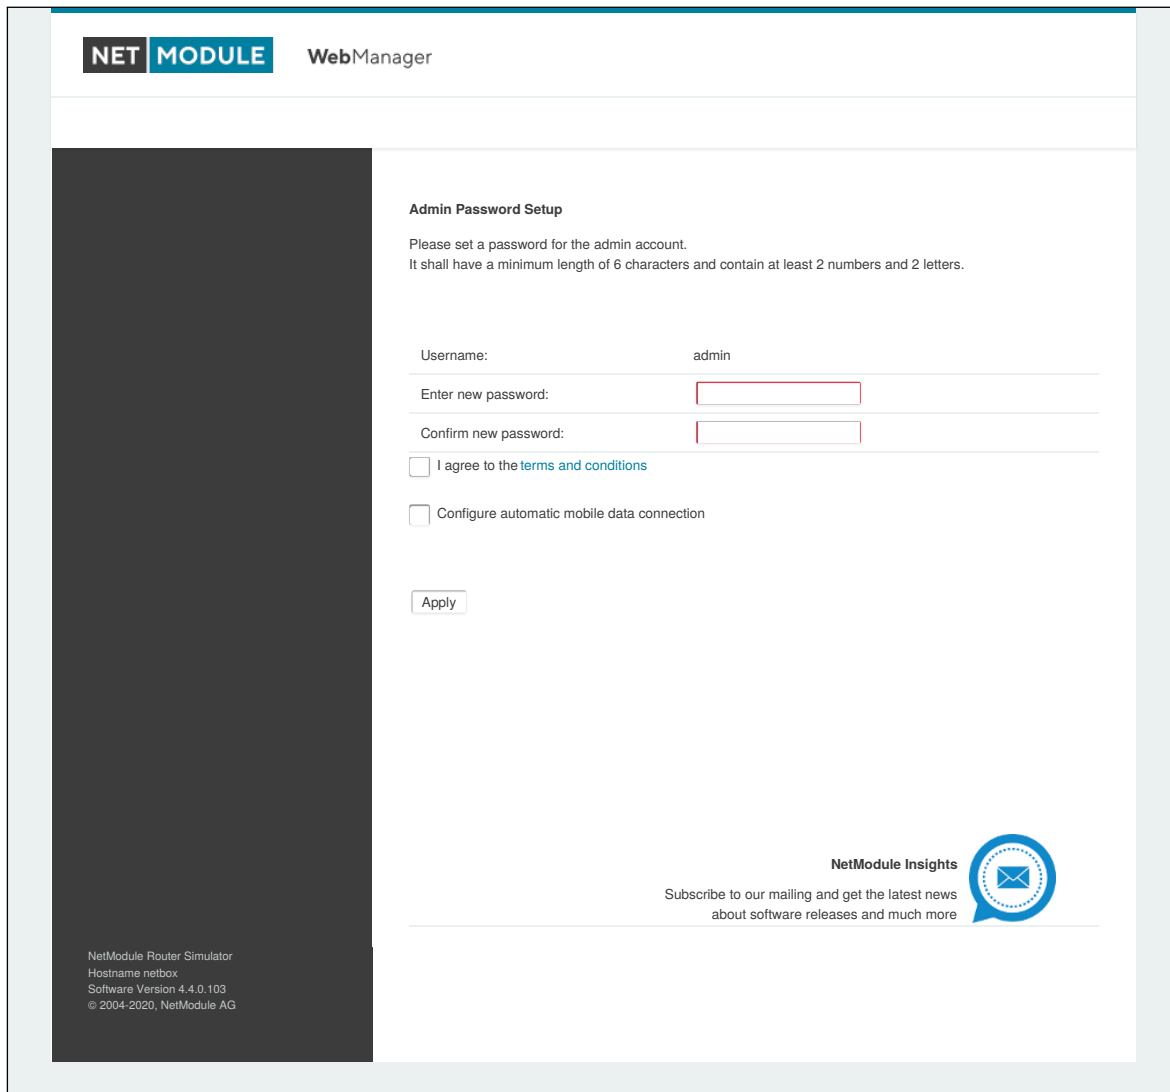 NET MODULE WebManager
Admin Password Setup
Please set a password for the admin account.
It shall have a minimum length of 6 characters and contain at least 2 numbers and 2 letters.
Username: admin
Enter new password:
Confirm new password:
I agree to the terms and conditions
Configure automatic mobile data connection
Apply
NetModule Insights
Subscribe to our mailing and get the latest news
about software releases and much more
NetModule Router Simulator
Hostname netbox
Software Version 4.4.0.103
© 2004-2020, NetModule AG